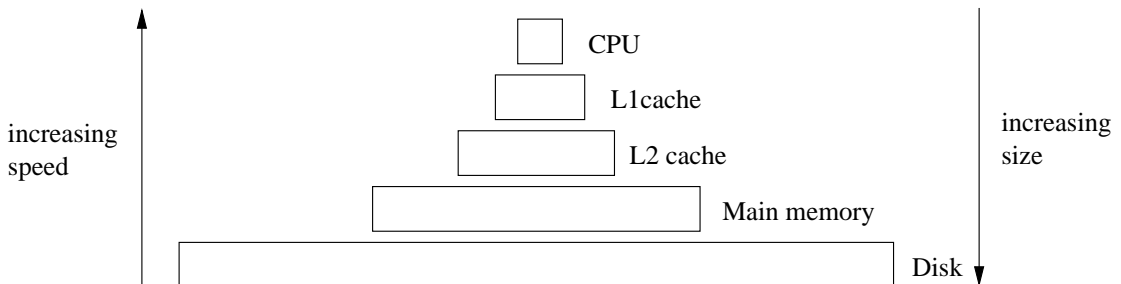 CPU
L1cache
increasing
speed
L2 cache
increasing
size
Main memory
Disk